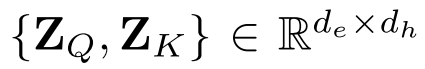 {𝐙_Q, 𝐙_K} ∈ ℝ^{d_e × d_h}